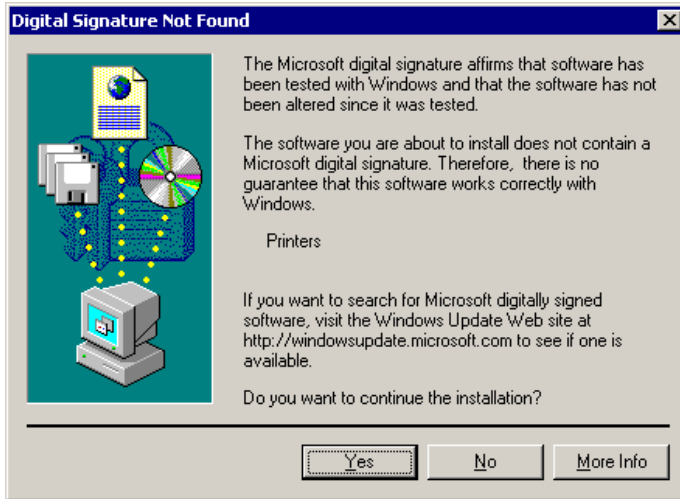 Digital Signature Not Found
The Microsoft digital signature affirms that software has
been tested with Windows and that the software has not
been altered since it was tested.
The software you are about to install does not contain a
Microsoft digital signature. Therefore,  there is no
guarantee that this software works correctly with
Windows.
Printers
If you want to search for Microsoft digitally signed
software, visit the Windows Update Web site at
http://windowsupdate.microsoft.com to see if one is
available.
Do you want to continue the installation?
Yes
No
More Info